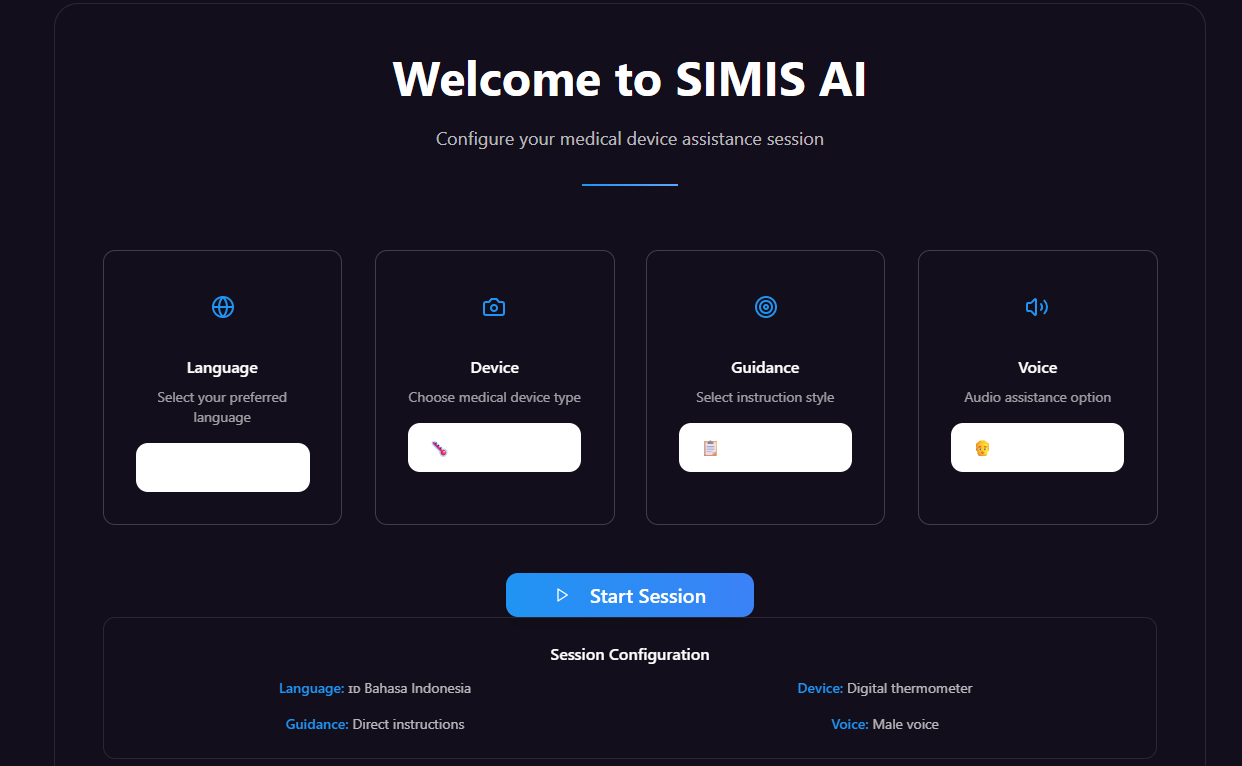 Welcome to SIMIS AI
Configure your medical device assistance session
Language
Select your preferred
language
Device
Choose medical device type
Guidance
Select instruction style
Voice
Audio assistance option
Start Session
Session Configuration
Language: ID Bahasa Indonesia
Device: Digital thermometer
Guidance: Direct instructions
Voice: Male voice